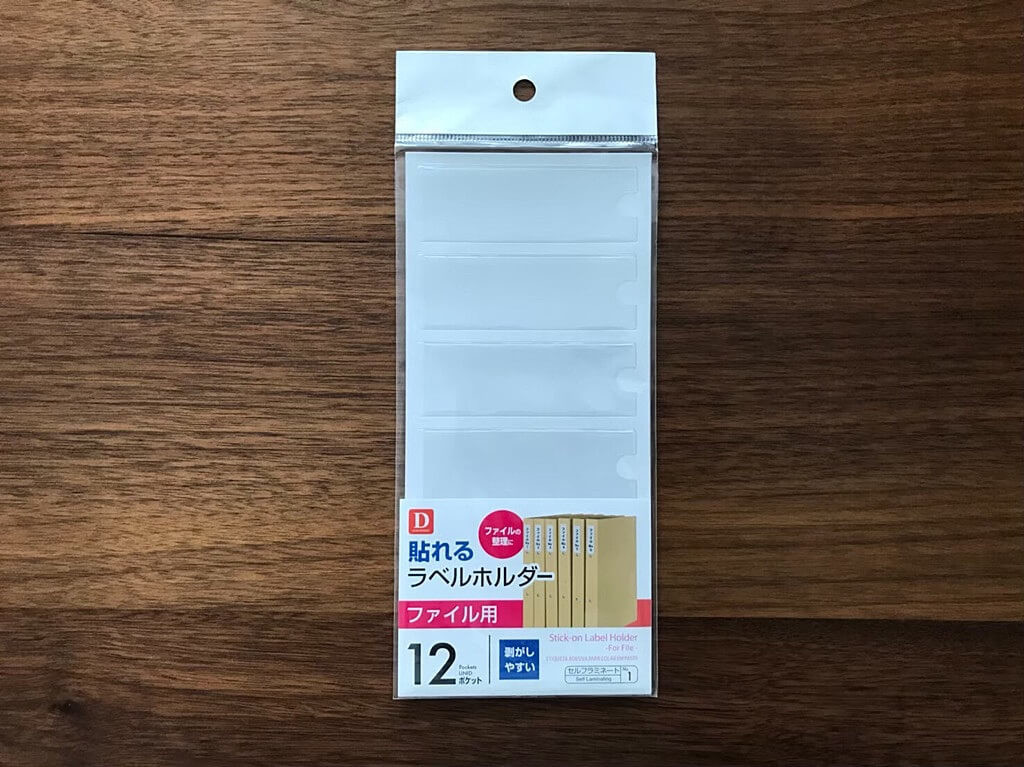 D
ファイルの
整理に
貼れる
ラベルホルダー
ファイル用
12
Pockets
UNID
ポケット
剥がし
やすい
Stick-on Label Holder
-For File-
セルフラミネート
Self Laminating
No.
1